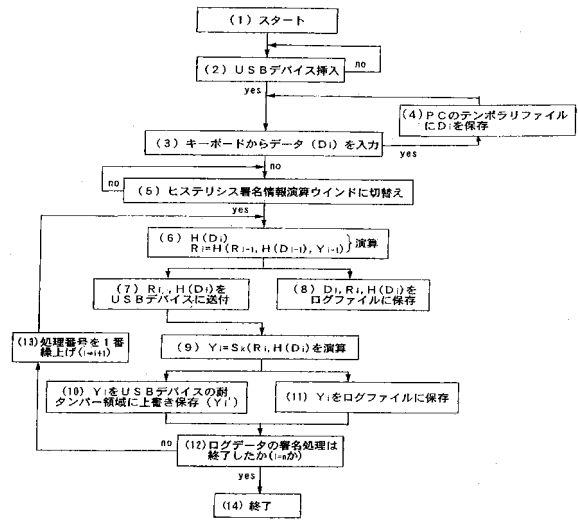 (1) スタート
(2) USBデバイス挿入
no
yes
(4) PCのテンポラリファイル
にDiを保存
(3) キーボードからデータ (Di) を入力
yes
no
no
(5) ヒステリシス署名情報演算ウインドに切替え
yes
(6) H(Di)
Ri=H(Ri-1, H(Di-1), Yi-1) }演算
(7) Ri, H(Di)を
USBデバイスに送付
(8) Di, Ri, H(Di)を
ログファイルに保存
(13) 処理番号を1番
繰上げ(i→i+1)
(9) Yi=Sk(Ri, H(Di)を演算
(10) YiをUSBデバイスの耐
タンパー領域に上書き保存 (Yi')
(11) Yiをログファイルに保存
no
(12) ログデータの署名処理は
終了したか(i=nか)
yes
(14) 終了